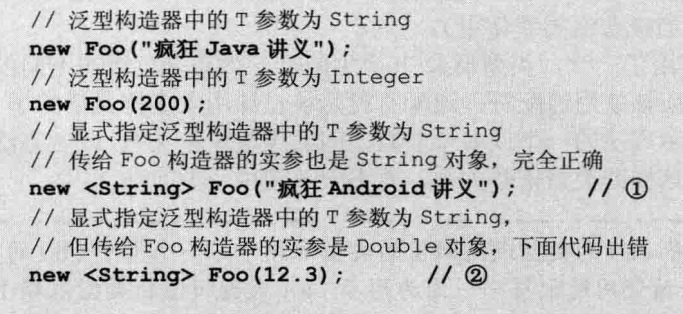 // 泛型构造器中的 T 参数为 String
new Foo("疯狂 Java 讲义");
// 泛型构造器中的 T 参数为 Integer
new Foo(200);
// 显式指定泛型构造器中的 T 参数为 String
// 传给 Foo 构造器的实参也是 String 对象，完全正确
new <String> Foo("疯狂 Android 讲义"); // ①
// 显式指定泛型构造器中的 T 参数为 String,
// 但传给 Foo 构造器的实参是 Double 对象，下面代码出错
new <String> Foo(12.3); // ②